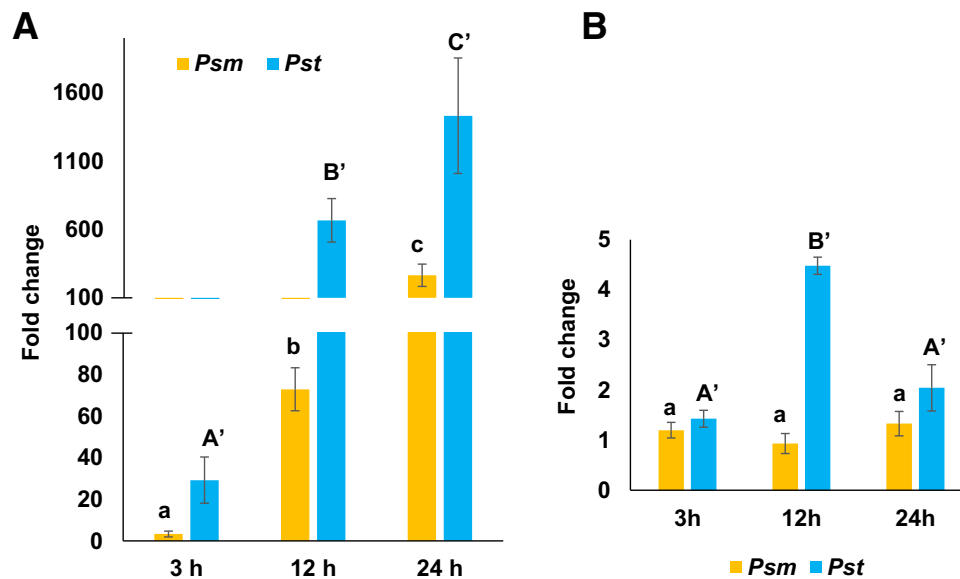 A
Psm Pst
Fold change
1600
1100
600
100
100
80
60
40
20
0
a
A’
b
B’
c
C’
3 h 12 h 24 h
B
Fold change
5
4
3
2
1
0
a
A’
a
B’
a
A’
3h 12h 24h
Psm Pst